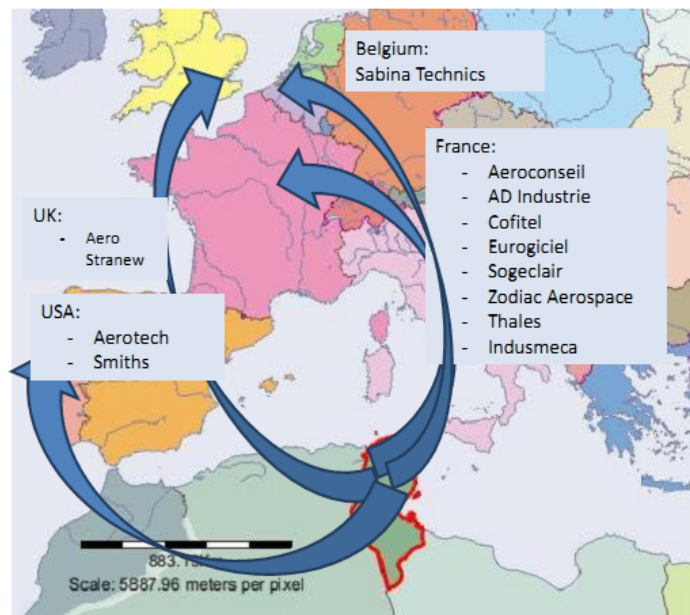 Belgium:
Sabina Technics
France:
- Aeroconseil
- AD Industrie
- Cofitel
- Eurogiciel
- Sogeclair
- Zodiac Aerospace
- Thales
- Indusmeca
UK:
- Aero
Stranew
USA:
- Aerotech
- Smiths
Scale: 5887.96 meters per pixel